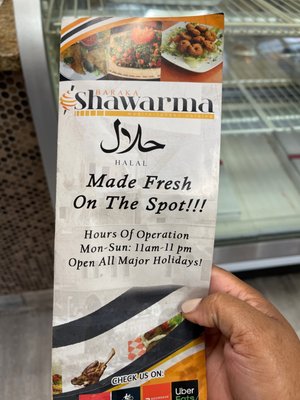 BARAKA
Shawarma
حلال
HALAL
Made Fresh
On The Spot!!!
Hours Of Operation
Mon-Sun: 11am-11 pm
Open All Major Holidays!
CHECK US ON:
Uber
Eats